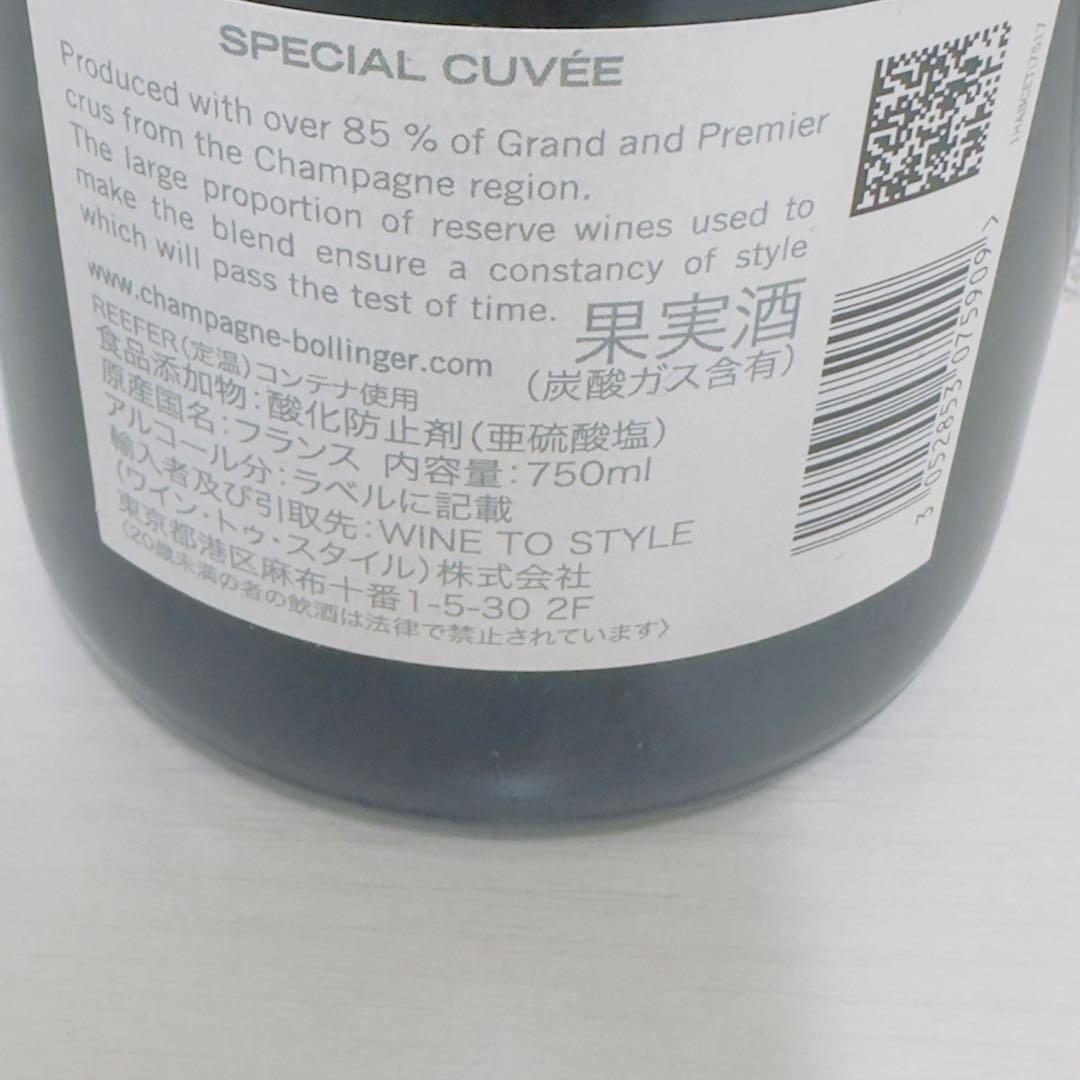 SPECIAL CUVÉE
Produced with over 85 % of Grand and Premier
crus from the Champagne region.
The large proportion of reserve wines used to
make the blend ensure a constancy of style
which will pass the test of time.
www.champagne-bollinger.com
果実酒
(炭酸ガス含有)
REEFER(定温)コンテナ使用
食品添加物:酸化防止剤(亜硫酸塩)
原産国名:フランス 内容量:750ml
アルコール分:ラベルに記載
輸入者及び引取先:WINE TO STYLE
(ワイン・トゥ・スタイル)株式会社
東京都港区麻布十番1-5-30 2F
〈20歳未満の者の飲酒は法律で禁止されています〉
3 052853 075909 >